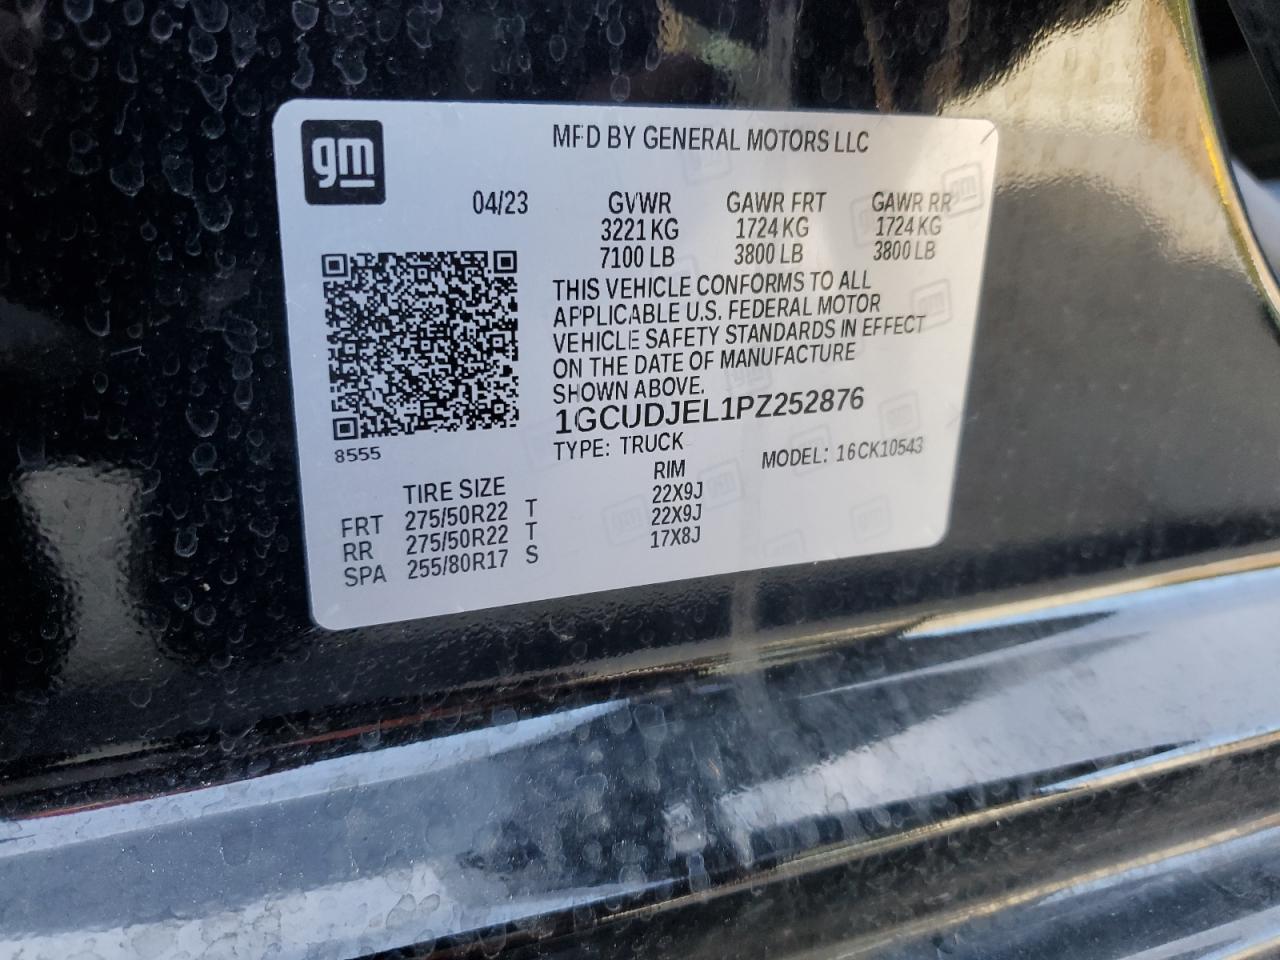 gm
MFD BY GENERAL MOTORS LLC
04/23 GVWR GAWR FRT GAWR RR
3221 KG 1724 KG 1724 KG
7100 LB 3800 LB 3800 LB
THIS VEHICLE CONFORMS TO ALL
APPLICABLE U.S. FEDERAL MOTOR
VEHICLE SAFETY STANDARDS IN EFFECT
ON THE DATE OF MANUFACTURE
SHOWN ABOVE.
1GCUDJEL1PZ252876
8555
TYPE: TRUCK MODEL: 16CK10543
TIRE SIZE RIM
FRT 275/50R22 T 22X9J
RR 275/50R22 T 22X9J
SPA 255/80R17 S 17X8J